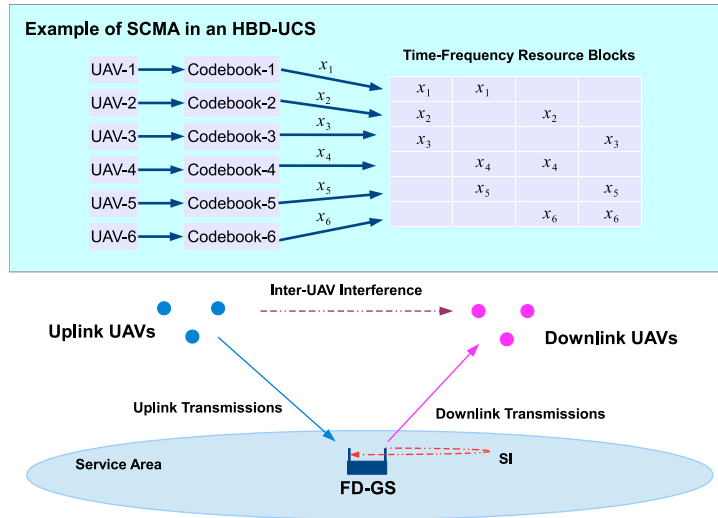 Example of SCMA in an HBD-UCS
Time-Frequency Resource Blocks
UAV-1 Codebook-1 x1
UAV-2 Codebook-2 x2
UAV-3 Codebook-3 x3
UAV-4 Codebook-4 x4
UAV-5 Codebook-5 x5
UAV-6 Codebook-6 x6
x1 x1
x2 x2
x3 x3
x4 x4
x5 x5
x6 x6
Inter-UAV Interference
Uplink UAVs
Downlink UAVs
Uplink Transmissions
Downlink Transmissions
Service Area
SI
FD-GS